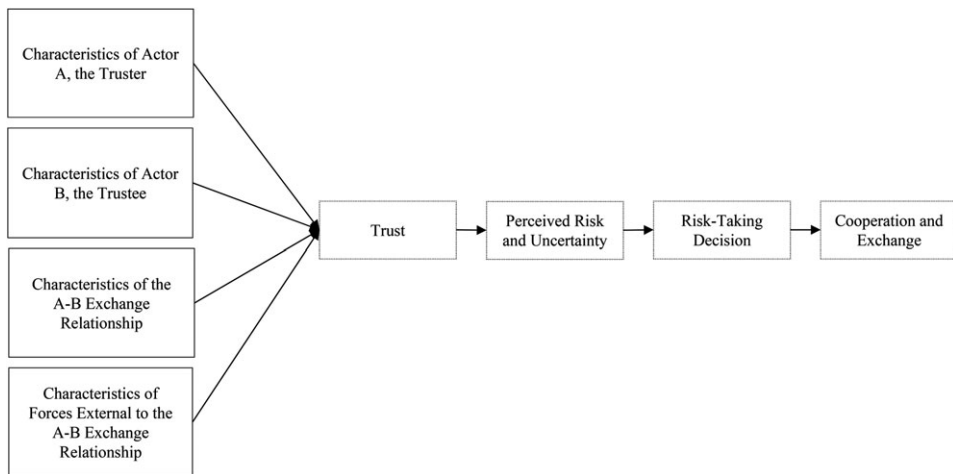 Characteristics of Actor
A, the Truster
Characteristics of Actor
B, the Trustee
Characteristics of the
A-B Exchange
Relationship
Characteristics of
Forces External to the
A-B Exchange
Relationship
Trust
Perceived Risk
and Uncertainty
Risk-Taking
Decision
Cooperation and
Exchange